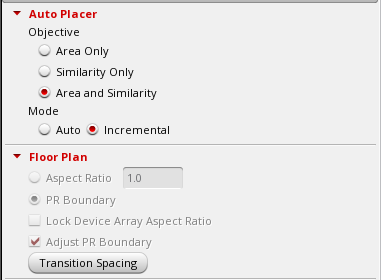 Auto Placer
Objective
Area Only
Similarity Only
Area and Similarity
Mode
Auto Incremental
Floor Plan
Aspect Ratio 1.0
PR Boundary
Lock Device Array Aspect Ratio
Adjust PR Boundary
Transition Spacing